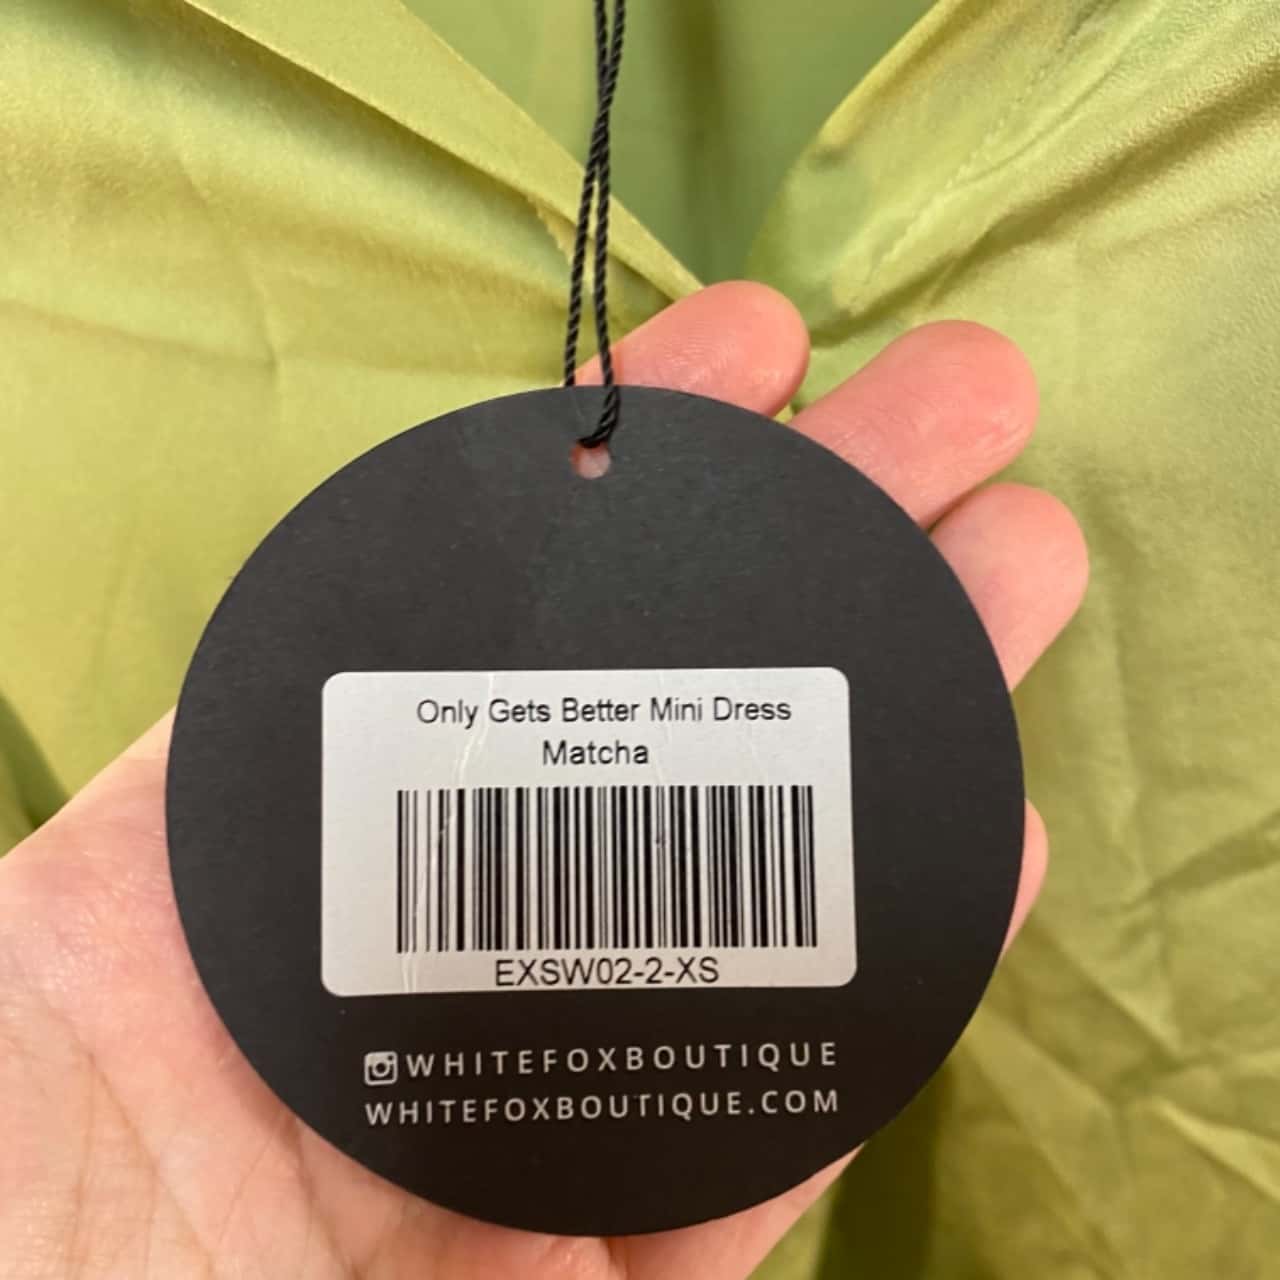 Only Gets Better Mini Dress
Matcha
EXSW02-2-XS
WHITEFOXBOUTIQUE
WHITEFOXBOUTIQUE.COM